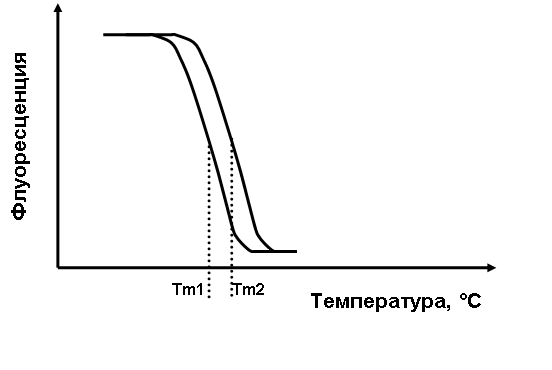 Флуоресценция
Tm1
Tm2
Температура, °C